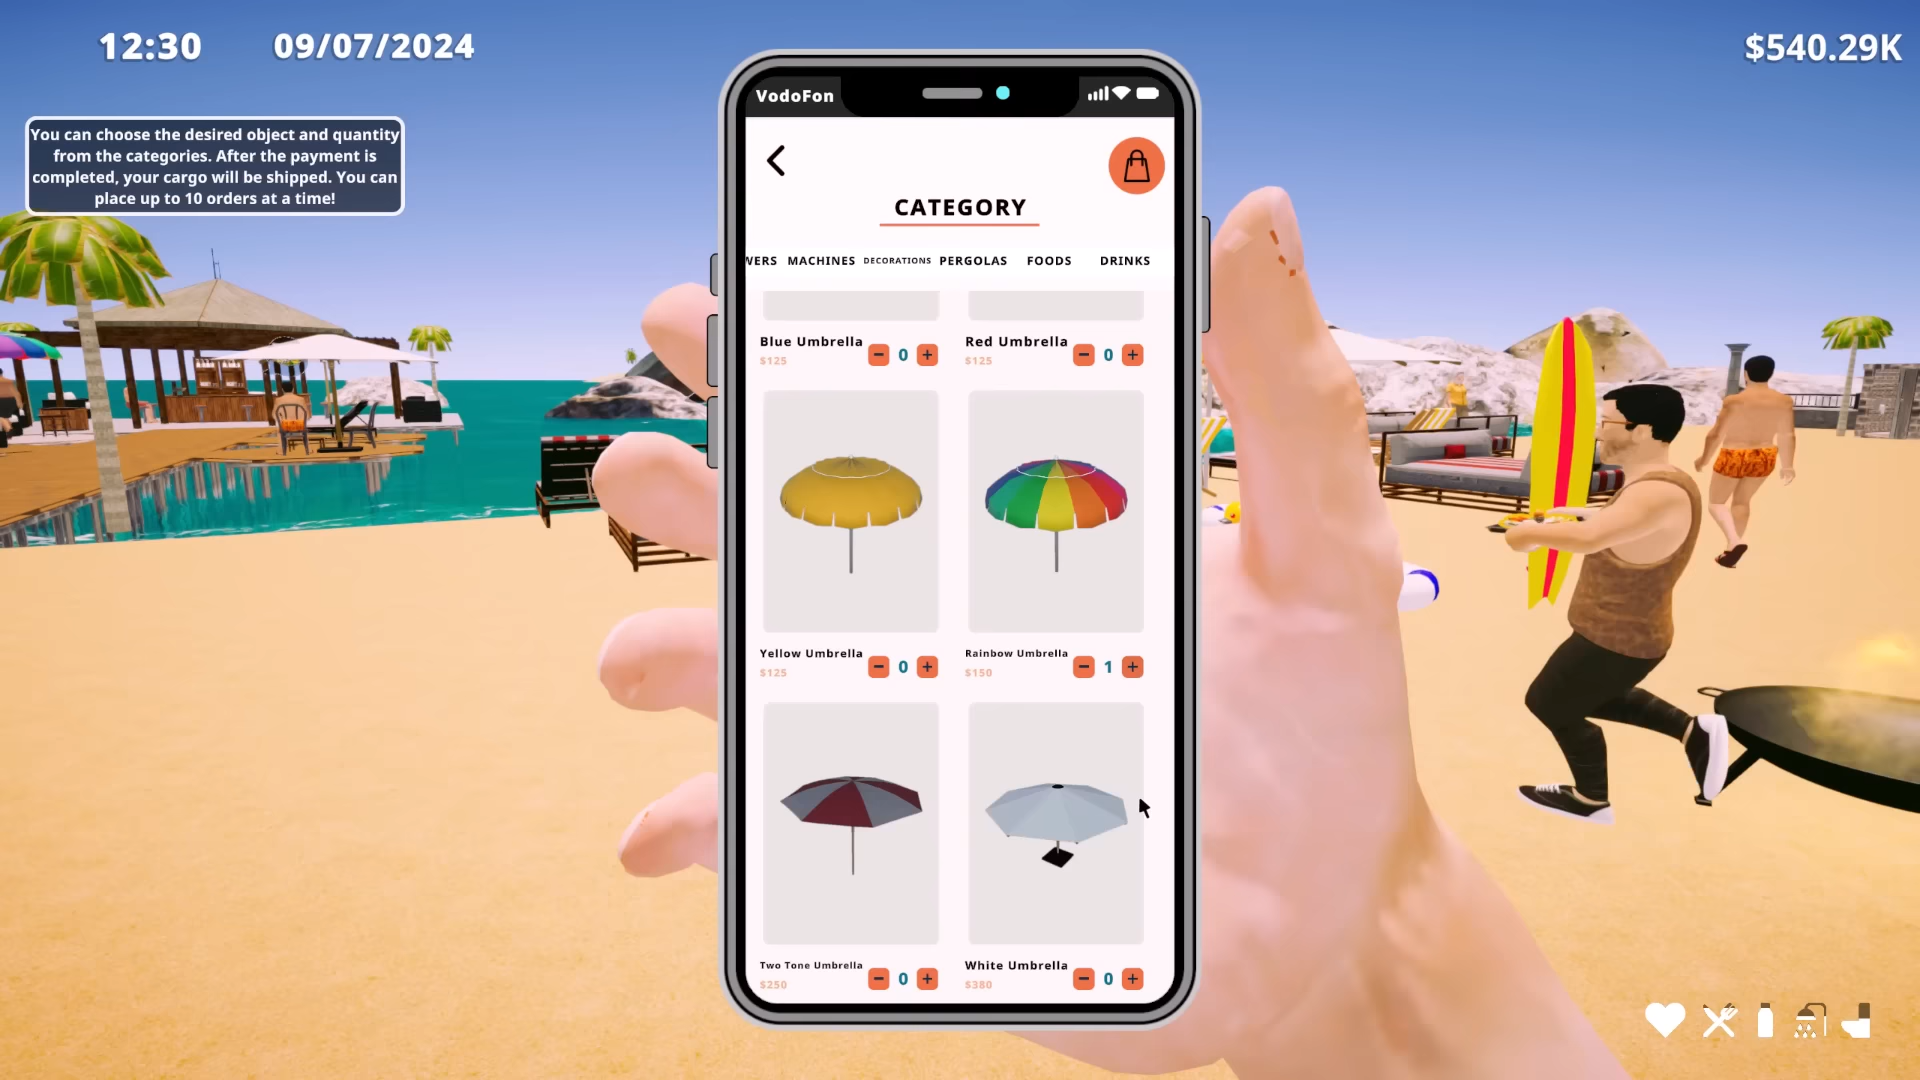 12:30
09/07/2024
$540.29K
You can choose the desired object and quantity
from the categories. After the payment is
completed, your cargo will be shipped. You can
place up to 10 orders at a time!
VodoFon
CATEGORY
WERS MACHINES DECORATIONS PERGOLAS FOODS DRINKS
Blue Umbrella
$125
- 0 +
Red Umbrella
$125
- 0 +
Yellow Umbrella
$125
- 0 +
Rainbow Umbrella
$150
- 1 +
Two Tone Umbrella
$250
- 0 +
White Umbrella
$380
- 0 +